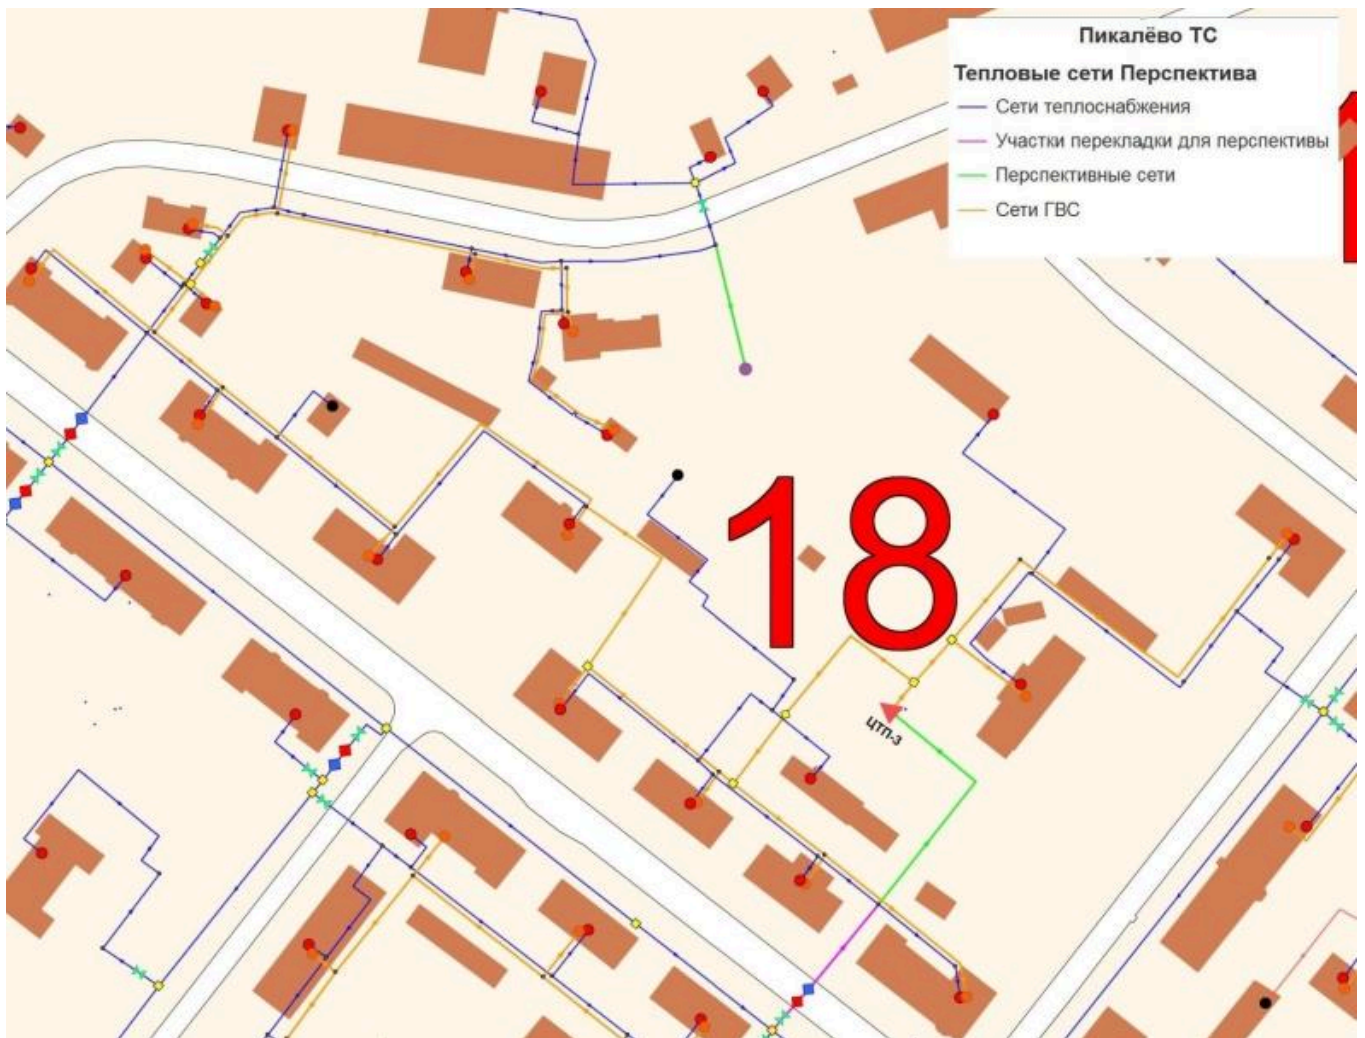 Пикалёво ТС
Тепловые сети Перспектива
Сети теплоснабжения
Участки перекладки для перспективы
Перспективные сети
Сети ГВС
18
ЦТП-3